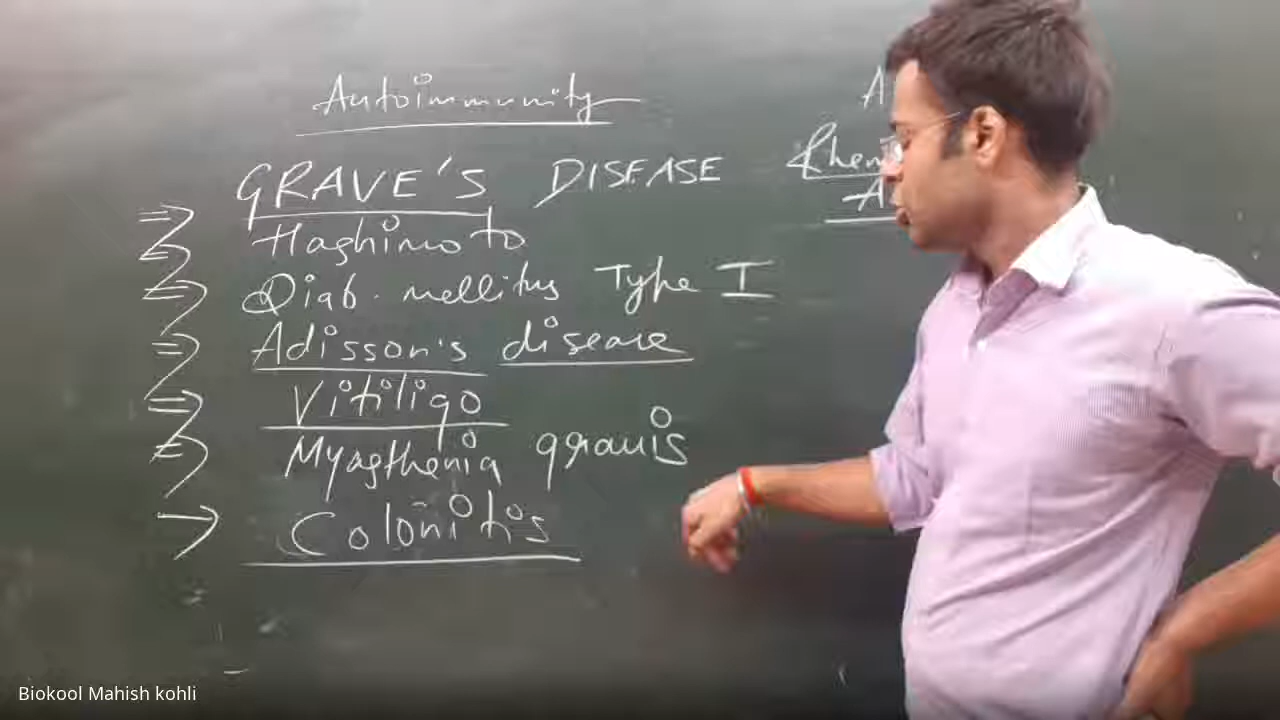 Autoimmunity
GRAVE'S DISEASE
Hashimoto
Diab. mellitus Type I
Adisson's disease
Vitiligo
Myasthenia gravis
Colonitis
Biokool Mahish kohli